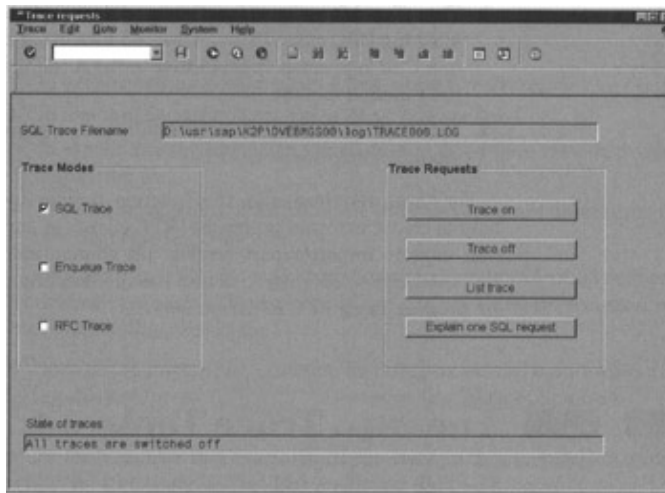 Trace requests
Trace Edit Goto Monitor System Help
SQL Trace Filename D:\usr\sap\K2P\DVEBMGS00\log\TRACE000.LOG
Trace Modes
SQL Trace
Enqueue Trace
RFC Trace
Trace Requests
Trace on
Trace off
List trace
Explain one SQL request
State of traces
All traces are switched off